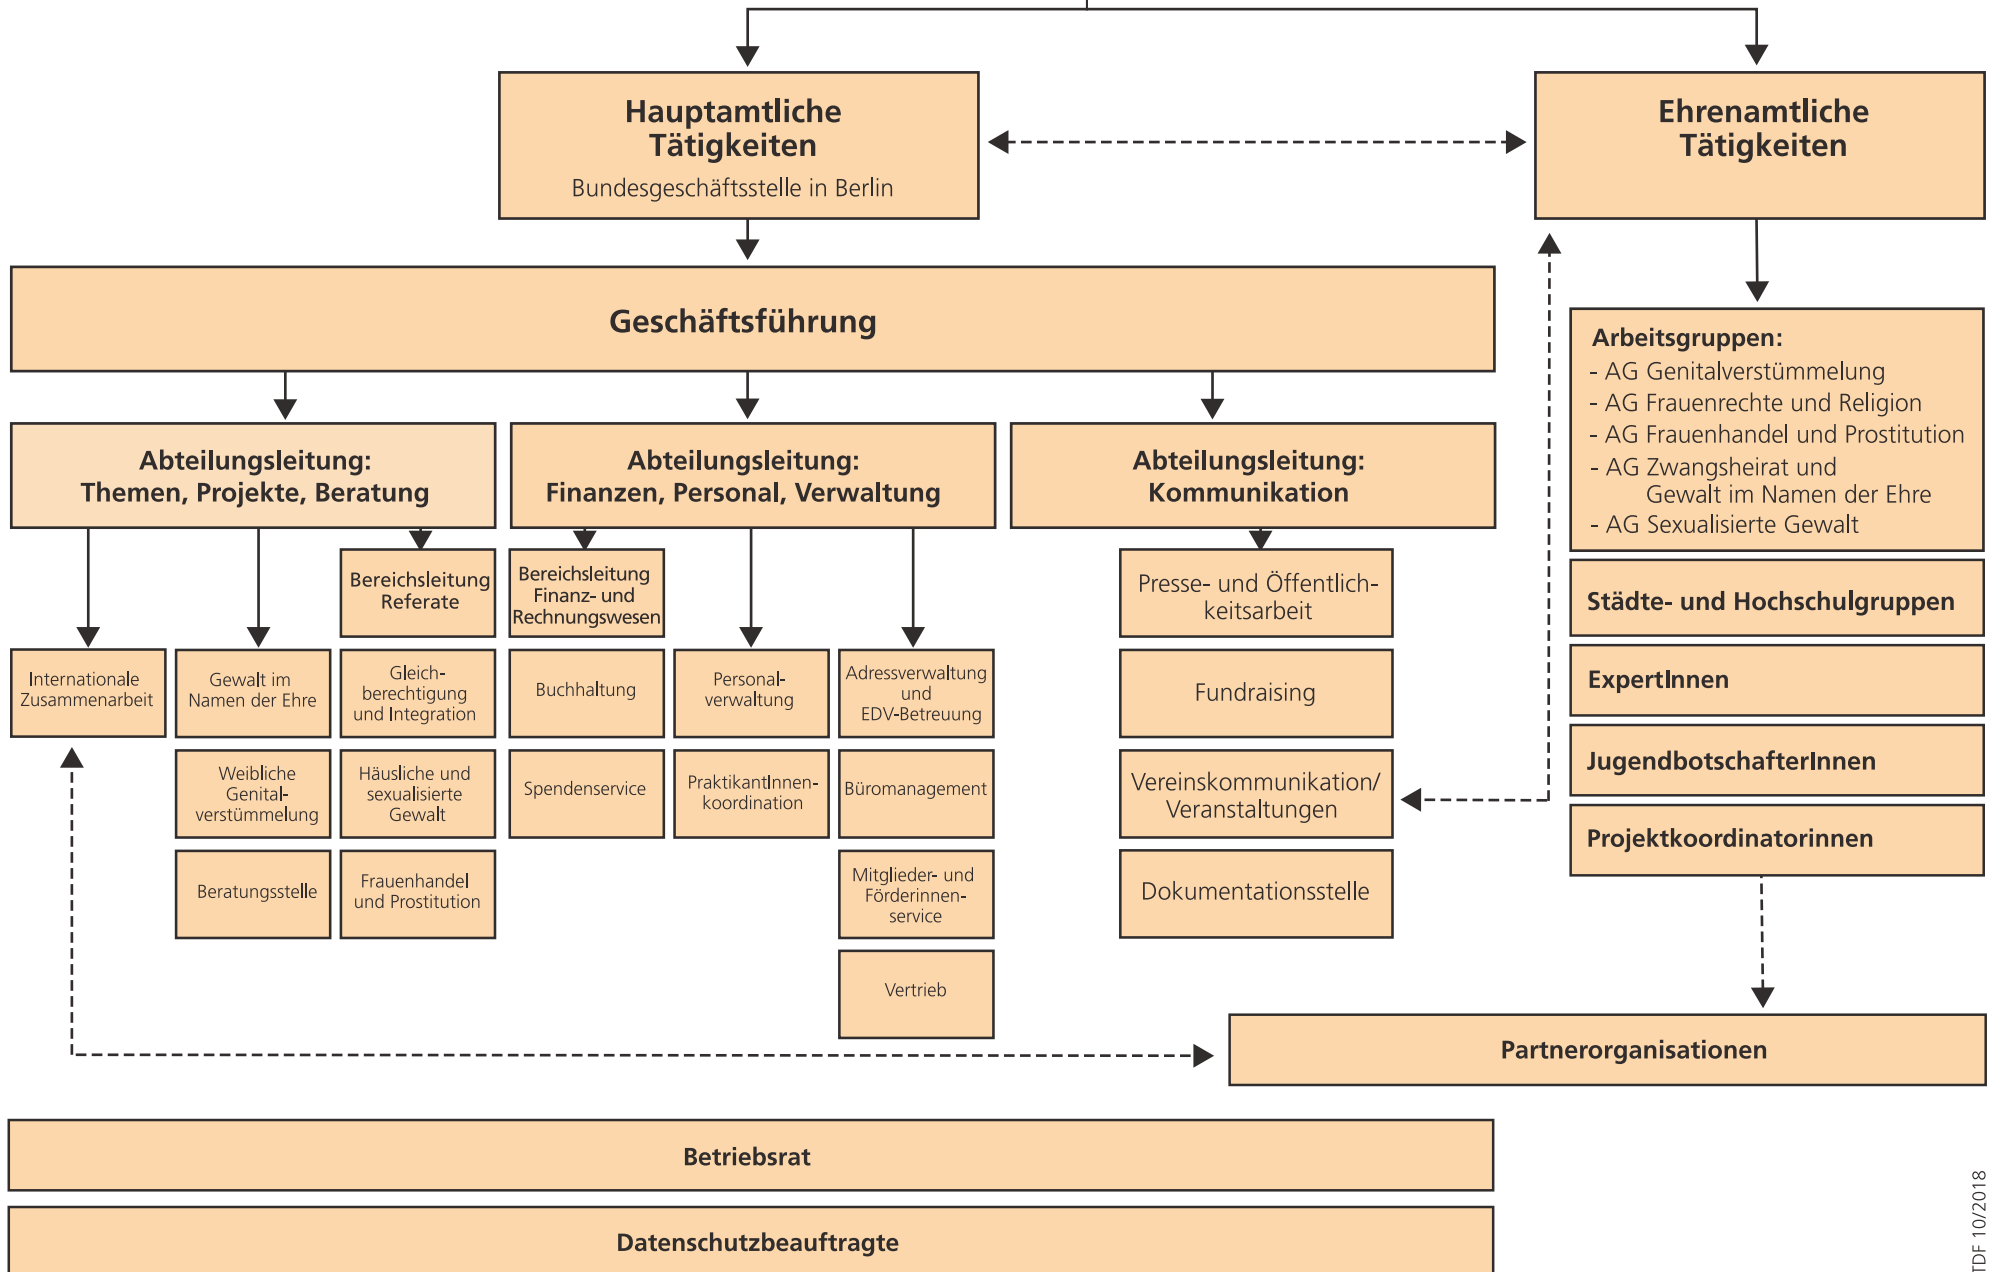 Hauptamtliche
Tätigkeiten
Bundesgeschäftsstelle in Berlin
Ehrenamtliche
Tätigkeiten
Geschäftsführung
Abteilungsleitung:
Themen, Projekte, Beratung
Abteilungsleitung:
Finanzen, Personal, Verwaltung
Abteilungsleitung:
Kommunikation
Bereichsleitung
Referate
Bereichsleitung
Finanz- und
Rechnungswesen
Internationale
Zusammenarbeit
Gewalt im
Namen der Ehre
Gleich-
berechtigung
und Integration
Weibliche
Genital-
verstümmelung
Häusliche und
sexualisierte
Gewalt
Beratungsstelle
Frauenhandel
und Prostitution
Buchhaltung
Personal-
verwaltung
Adressverwaltung
und
EDV-Betreuung
Spendenservice
PraktikantInnen-
koordination
Büromanagement
Mitglieder- und
Förderinnen-
service
Vertrieb
Presse- und Öffentlich-
keitsarbeit
Fundraising
Vereinskommunikation/
Veranstaltungen
Dokumentationsstelle
Arbeitsgruppen:
- AG Genitalverstümmelung
- AG Frauenrechte und Religion
- AG Frauenhandel und Prostitution
- AG Zwangsheirat und
Gewalt im Namen der Ehre
- AG Sexualisierte Gewalt
Städte- und Hochschulgruppen
ExpertInnen
JugendbotschafterInnen
Projektkoordinatorinnen
Partnerorganisationen
Betriebsrat
Datenschutzbeauftragte
TDF 10/2018